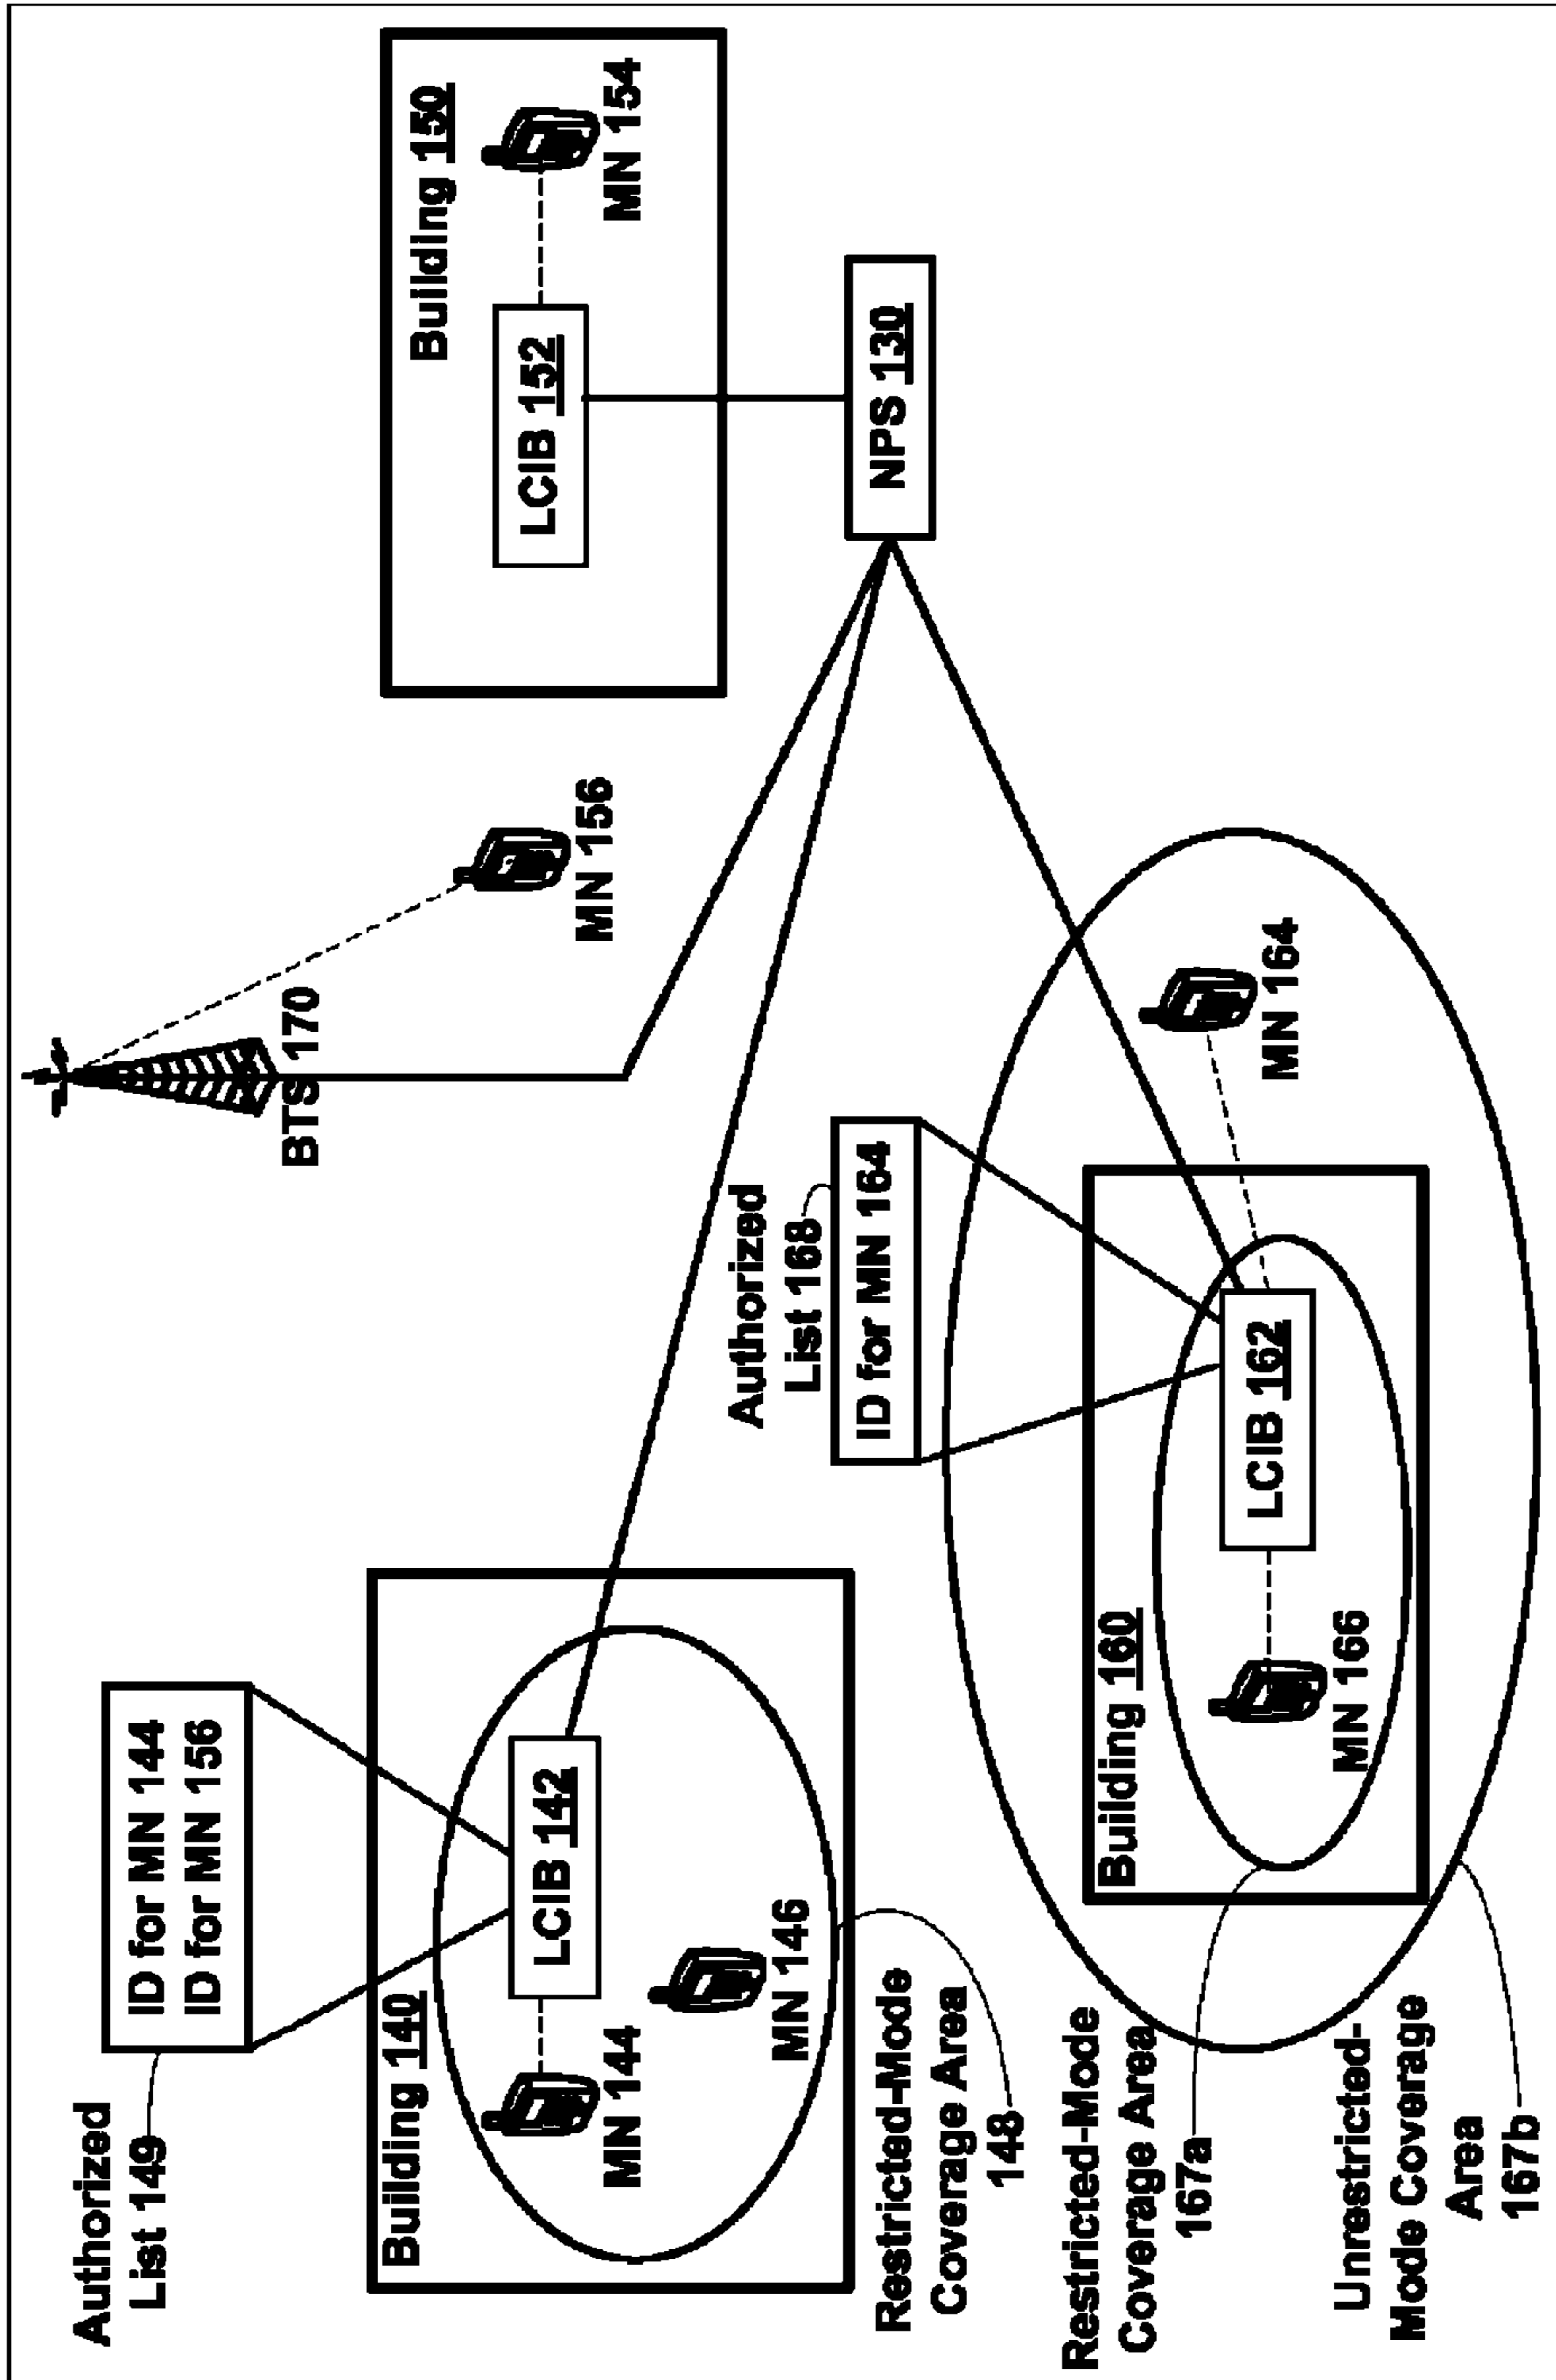 Authorized
List 149
ID for MN 144
ID for MN 156
BTS 170
MN 156
Building 150
LCIB 152
MN 154
NPS 130
Building 140
LCIB 142
MN 144
MN 146
Restricted-Mode
Coverage Area
148
Authorized
List 168
ID for MN 164
MN 164
Building 160
LCIB 162
MN 166
Restricted-Mode
Coverage Area
167a
Unrestricted-
Mode Coverage
Area
167b